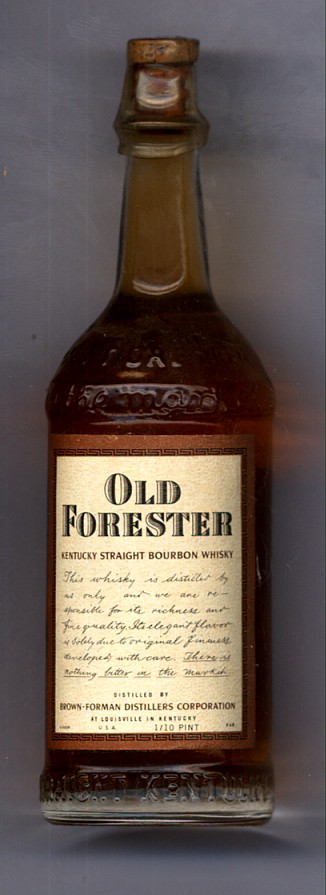 OLD
FORESTER
KENTUCKY STRAIGHT BOURBON WHISKY
This whisky is distilled by
us only and we are re-
sponsible for its richness and
fine quality. Its elegant flavor
is solely due to original fineness
developed with care. There is
nothing better in the market.
DISTILLED BY
BROWN-FORMAN DISTILLERS CORPORATION
AT LOUISVILLE IN KENTUCKY
U.S.A. 1/10 PINT
KENTUCKY